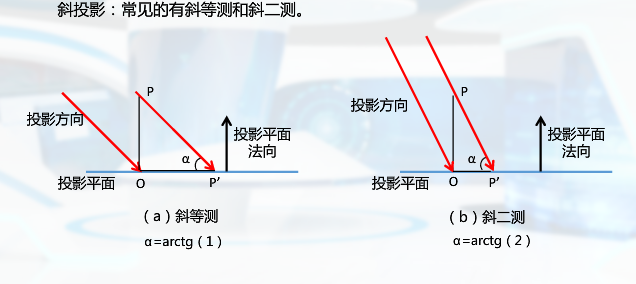 斜投影：常见的有斜等测和斜二测。
P
投影方向
α
投影平面
法向
投影平面
O
P’
（a）斜等测
α=arctg（1）
P
投影方向
α
投影平面
法向
投影平面
O
P’
（b）斜二测
α=arctg（2）